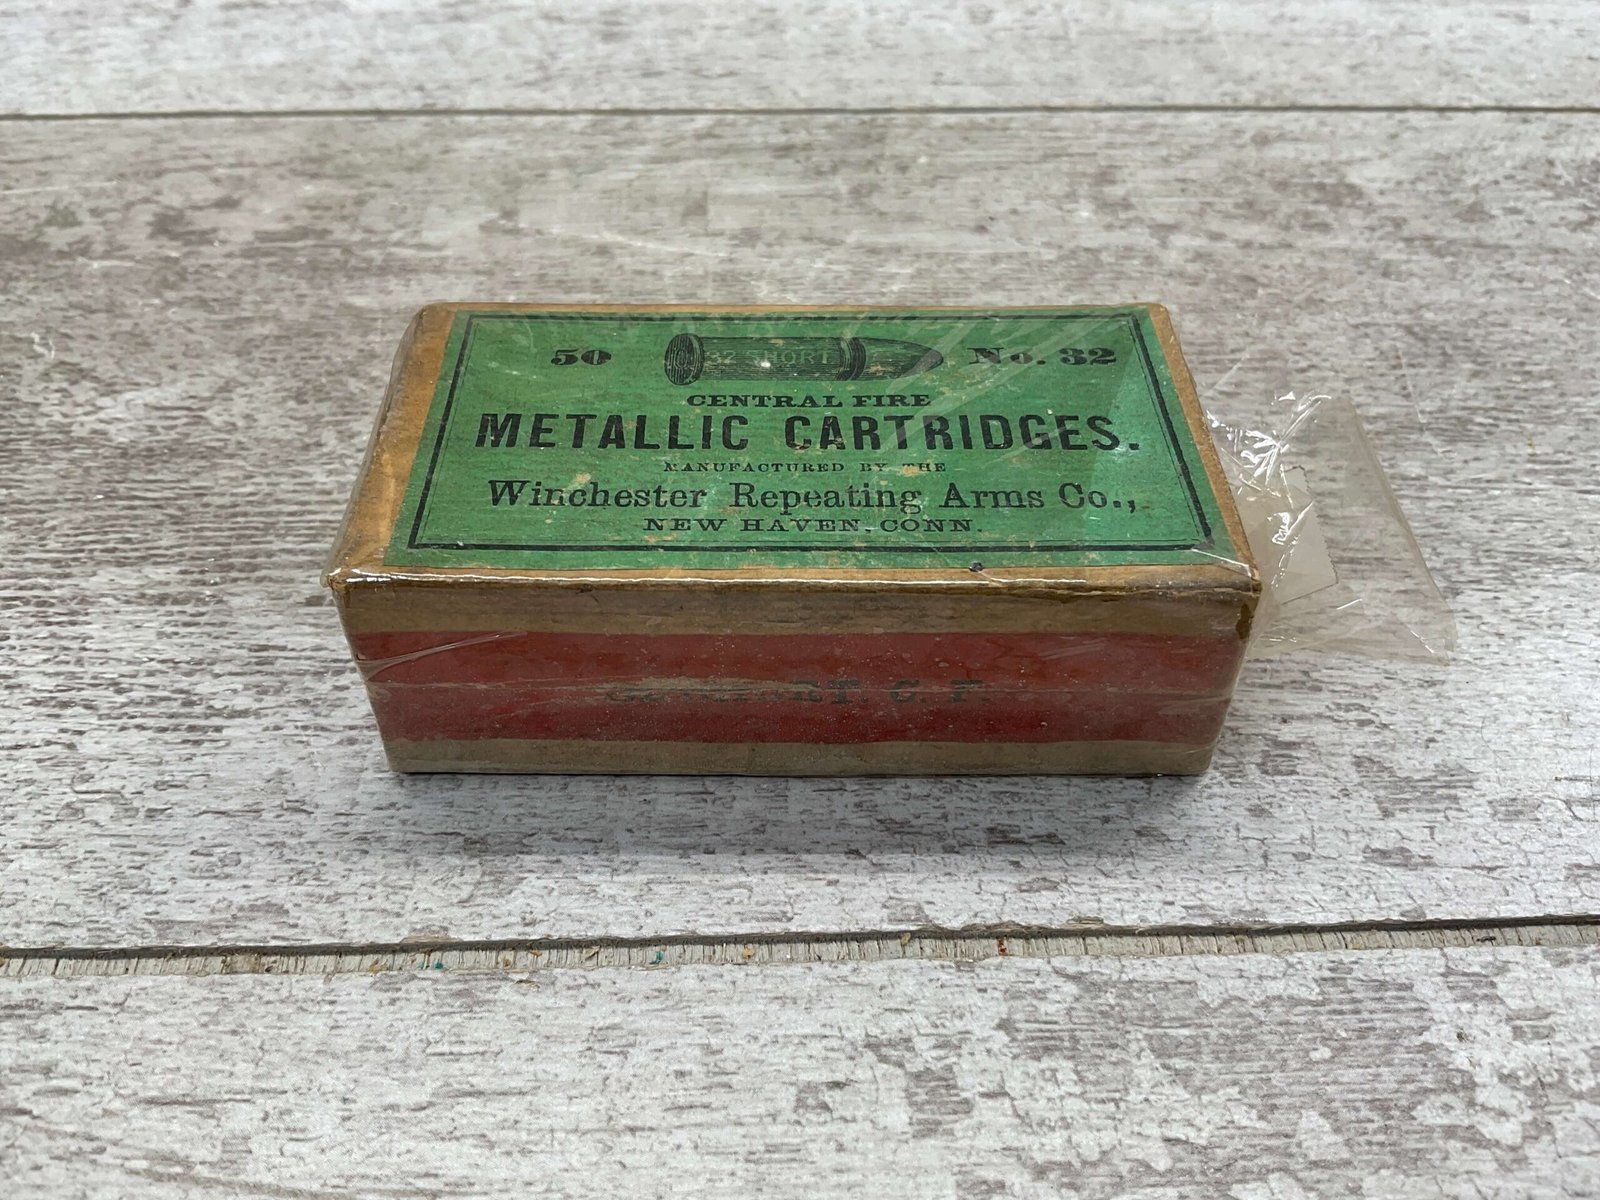 50 32 SHORT No. 32
CENTRAL FIRE
METALLIC CARTRIDGES.
MANUFACTURED BY THE
Winchester Repeating Arms Co.,
NEW HAVEN, CONN.
C. F.